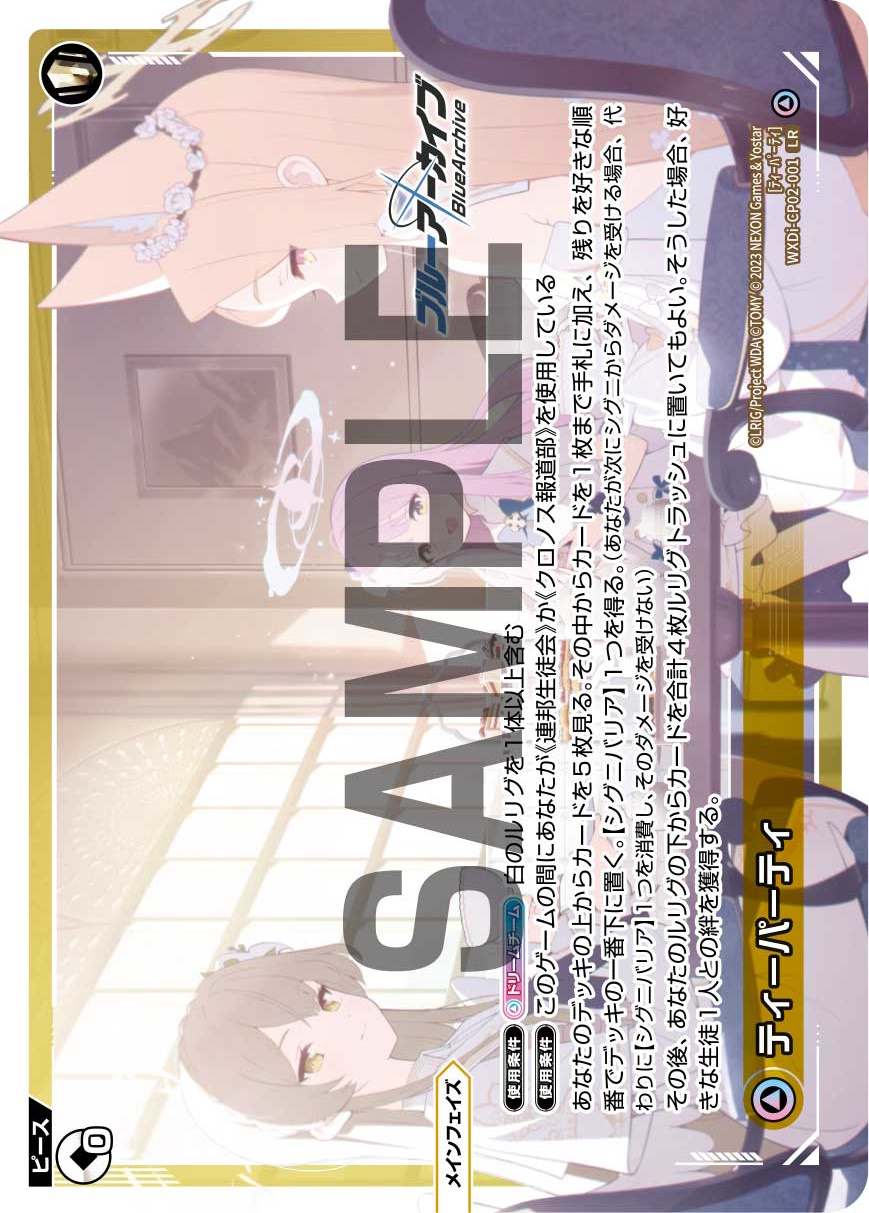 ピース
0
メインフェイズ
SAMPLE
ブルーアーカイブ
BlueArchive
使用条件 ドリームチーム 白のルリグを1体以上含む
使用条件 このゲームの間にあなたが《連邦生徒会》か《クロノス報道部》を使用している
あなたのデッキの上からカードを5枚見る。その中からカードを1枚まで手札に加え、残りを好きな順
番でデッキの一番下に置く。【シグニバリア】1つを得る。(あなたが次にシグニからダメージを受ける場合、代
わりに【シグニバリア】1つを消費し、そのダメージを受けない)
その後、あなたのルリグの下からカードを合計4枚ルリグトラッシュに置いてもよい。そうした場合、好
きな生徒1人との絆を獲得する。
ティーパーティ
©LRIG/Project WDA ©TOMY ©2023 NEXON Games & Yostar
[ティーパーティ]
WXDi-CP02-001 LR